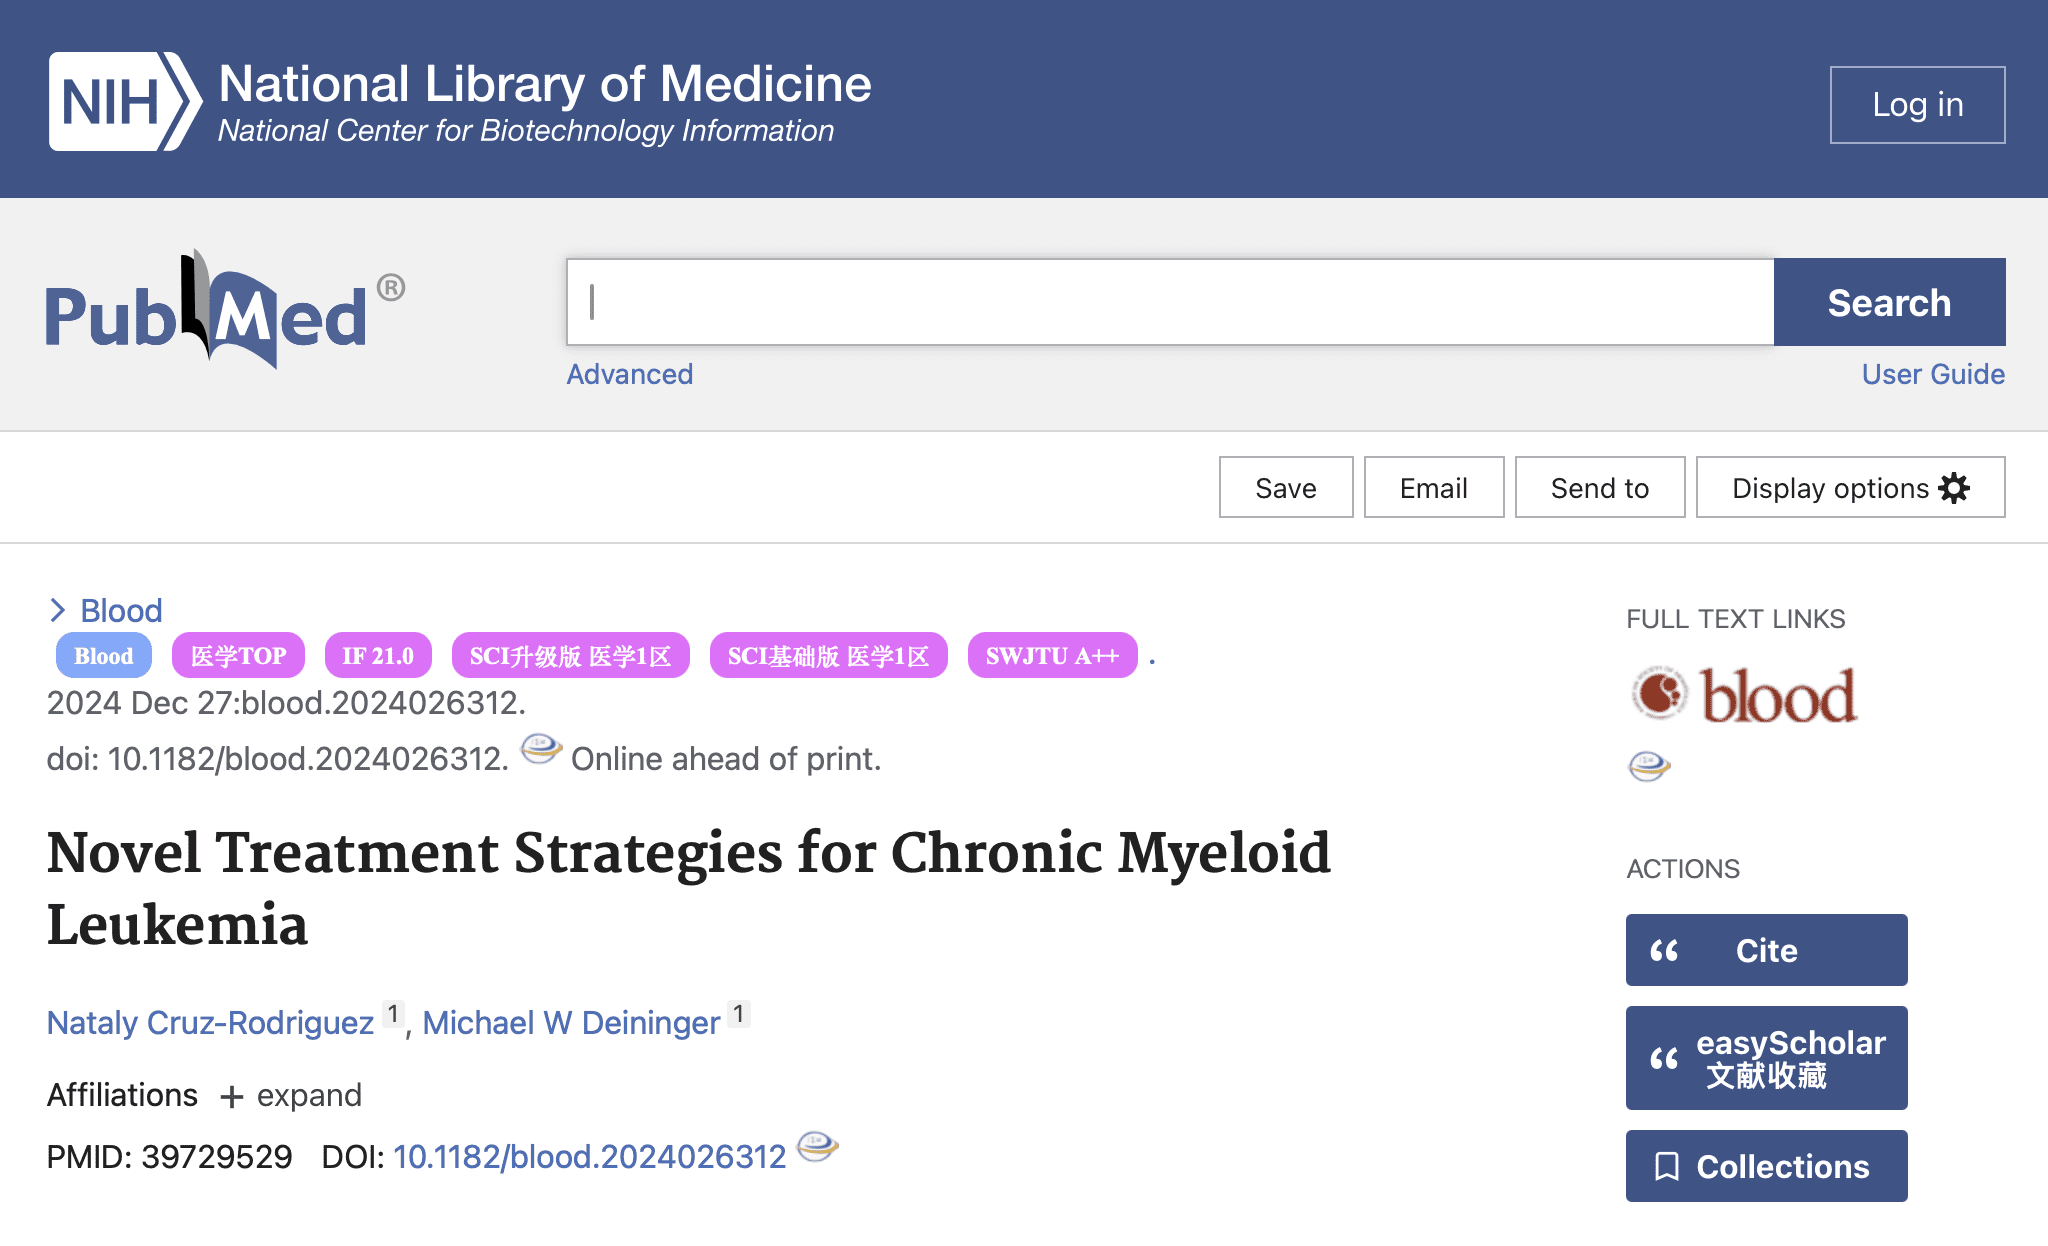 NIH National Library of Medicine
National Center for Biotechnology Information
Log in
PubMed®
Search
Advanced
User Guide
Save Email Send to Display options
Blood
Blood 医学TOP IF 21.0 SCI升级版 医学1区 SCI基础版 医学1区 SWJTU A++ .
2024 Dec 27:blood.2024026312.
doi: 10.1182/blood.2024026312. Online ahead of print.
Novel Treatment Strategies for Chronic Myeloid
Leukemia
Nataly Cruz-Rodriguez 1, Michael W Deininger 1
Affiliations + expand
PMID: 39729529 DOI: 10.1182/blood.2024026312
FULL TEXT LINKS
blood
ACTIONS
Cite
easyScholar
文献收藏
Collections